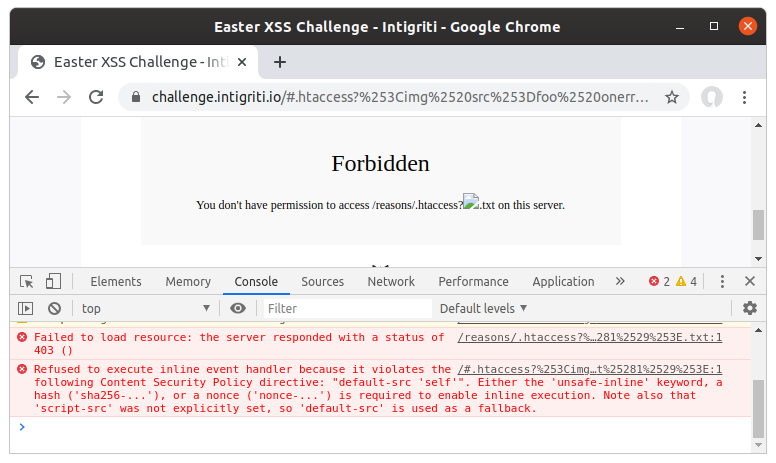 Easter XSS Challenge - Intigriti - Google Chrome
Easter XSS Challenge - Inti
challenge.intigriti.io/#.htaccess?%253Cimg%2520src%253Dfoo%2520onerr…
Forbidden
You don't have permission to access /reasons/.htaccess? .txt on this server.
Elements Memory Console Sources Network Performance Application » 2 4
top Filter Default levels
Failed to load resource: the server responded with a status of /reasons/.htaccess?%…281%2529%253E.txt:1
403 ()
Refused to execute inline event handler because it violates the /#.htaccess?%253Cimg…t%25281%2529%253E:1
following Content Security Policy directive: "default-src 'self'". Either the 'unsafe-inline' keyword, a
hash ('sha256-...'), or a nonce ('nonce-...') is required to enable inline execution. Note also that
'script-src' was not explicitly set, so 'default-src' is used as a fallback.